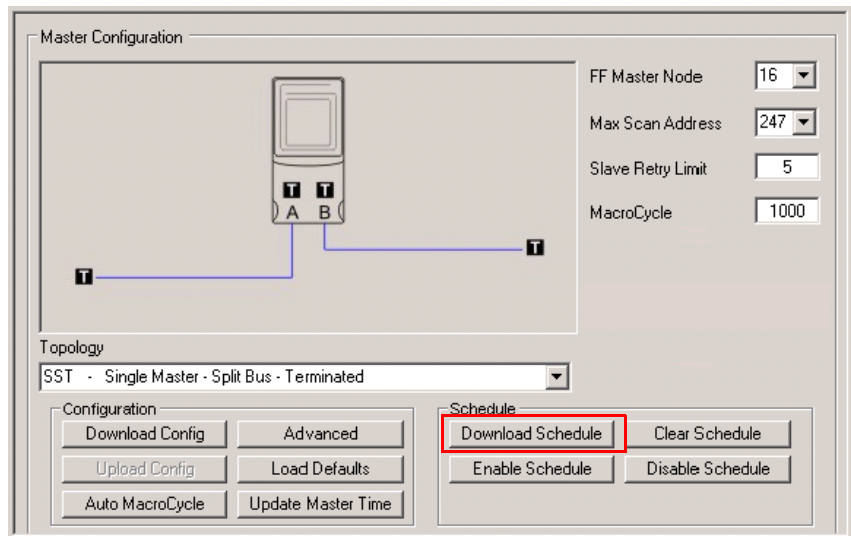 Master Configuration
FF Master Node 16
Max Scan Address 247
Slave Retry Limit 5
MacroCycle 1000
T T
A B
T
T
Topology
SST - Single Master - Split Bus - Terminated
Configuration
Download Config Advanced
Upload Config Load Defaults
Auto MacroCycle Update Master Time
Schedule
Download Schedule Clear Schedule
Enable Schedule Disable Schedule